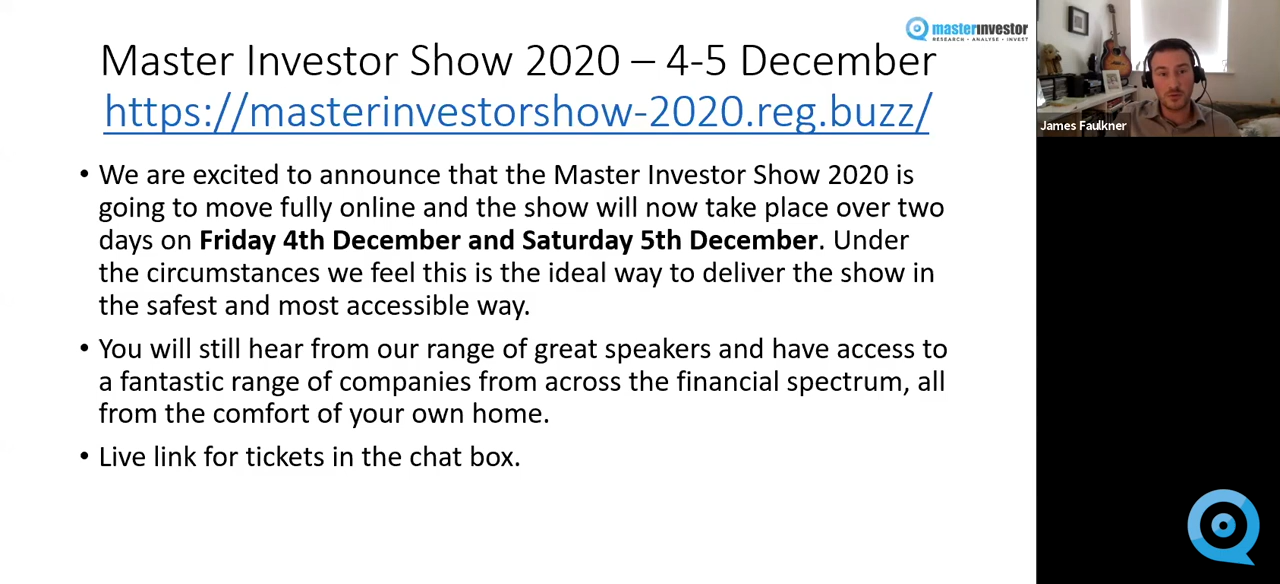 masterinvestor
RESEARCH • ANALYSE • INVEST
Master Investor Show 2020 – 4-5 December
https://masterinvestorshow-2020.reg.buzz/
• We are excited to announce that the Master Investor Show 2020 is
going to move fully online and the show will now take place over two
days on Friday 4th December and Saturday 5th December. Under
the circumstances we feel this is the ideal way to deliver the show in
the safest and most accessible way.
• You will still hear from our range of great speakers and have access to
a fantastic range of companies from across the financial spectrum, all
from the comfort of your own home.
• Live link for tickets in the chat box.
James Faulkner